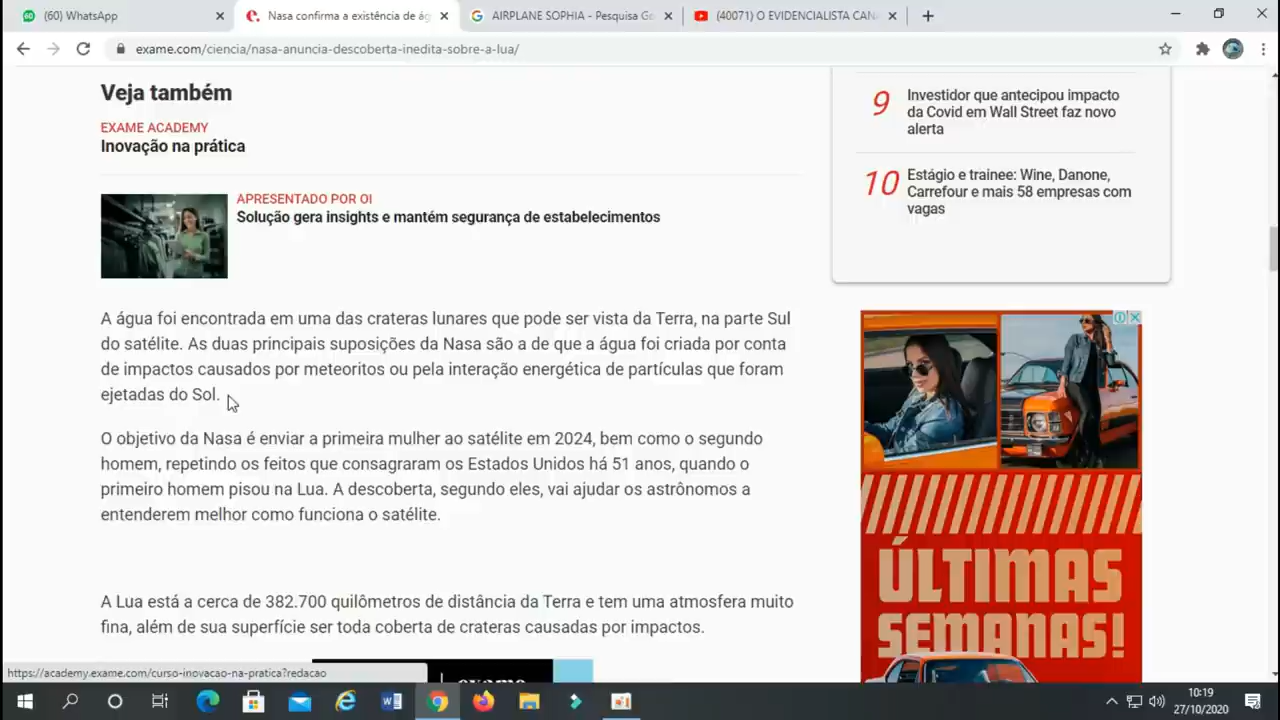 (60) WhatsApp
Nasa confirma a existência de ág
AIRPLANE SOPHIA - Pesquisa Go
(40071) O EVIDENCIALISTA CAN
exame.com/ciencia/nasa-anuncia-descoberta-inedita-sobre-a-lua/
Veja também
EXAME ACADEMY
Inovação na prática
APRESENTADO POR OI
Solução gera insights e mantém segurança de estabelecimentos
A água foi encontrada em uma das crateras lunares que pode ser vista da Terra, na parte Sul
do satélite. As duas principais suposições da Nasa são a de que a água foi criada por conta
de impactos causados por meteoritos ou pela interação energética de partículas que foram
ejetadas do Sol.
O objetivo da Nasa é enviar a primeira mulher ao satélite em 2024, bem como o segundo
homem, repetindo os feitos que consagraram os Estados Unidos há 51 anos, quando o
primeiro homem pisou na Lua. A descoberta, segundo eles, vai ajudar os astrônomos a
entenderem melhor como funciona o satélite.
A Lua está a cerca de 382.700 quilômetros de distância da Terra e tem uma atmosfera muito
fina, além de sua superfície ser toda coberta de crateras causadas por impactos.
9
Investidor que antecipou impacto
da Covid em Wall Street faz novo
alerta
10
Estágio e trainee: Wine, Danone,
Carrefour e mais 58 empresas com
vagas
ÚLTIMAS
SEMANAS!
https://academy.exame.com/curso-inovacao-na-pratica?redacao
10:19
27/10/2020